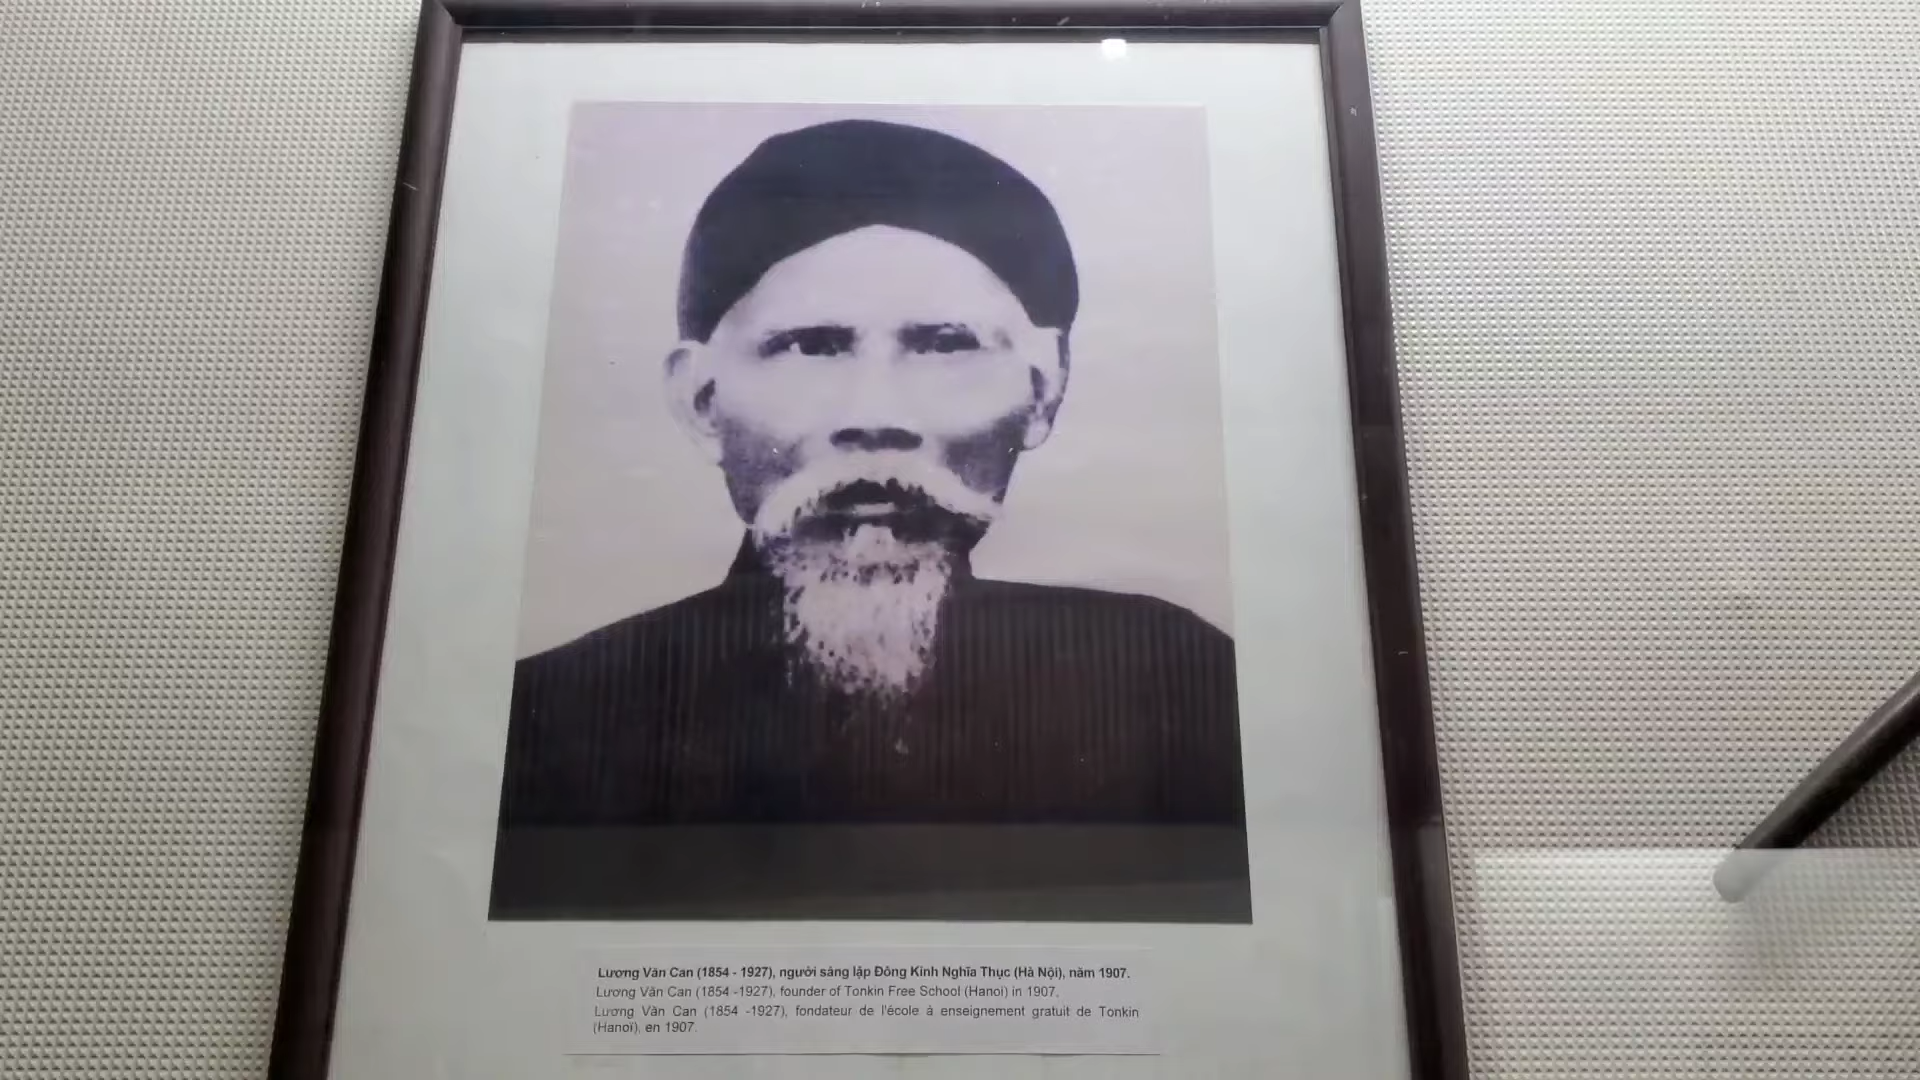 Lương Văn Can (1854 - 1927), người sáng lập Đông Kinh Nghĩa Thục (Hà Nội), năm 1907.
Lương Văn Can (1854 -1927), founder of Tonkin Free School (Hanoi) in 1907.
Lương Văn Can (1854 -1927), fondateur de l'école à enseignement gratuit de Tonkin
(Hanoï), en 1907.